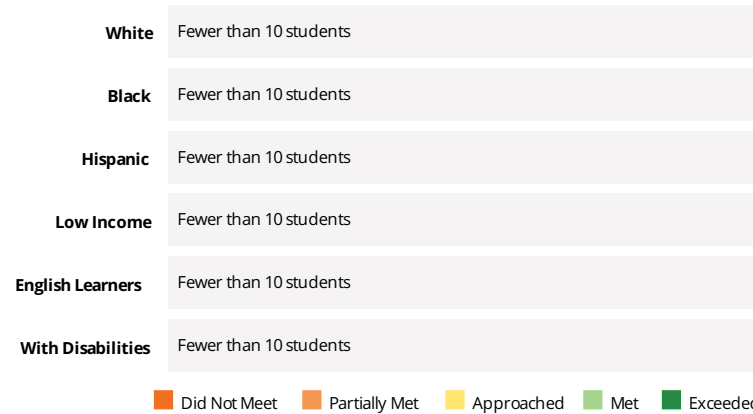 White Fewer than 10 students
Black Fewer than 10 students
Hispanic Fewer than 10 students
Low Income Fewer than 10 students
English Learners Fewer than 10 students
With Disabilities Fewer than 10 students
Did Not Meet Partially Met Approached Met Exceeded